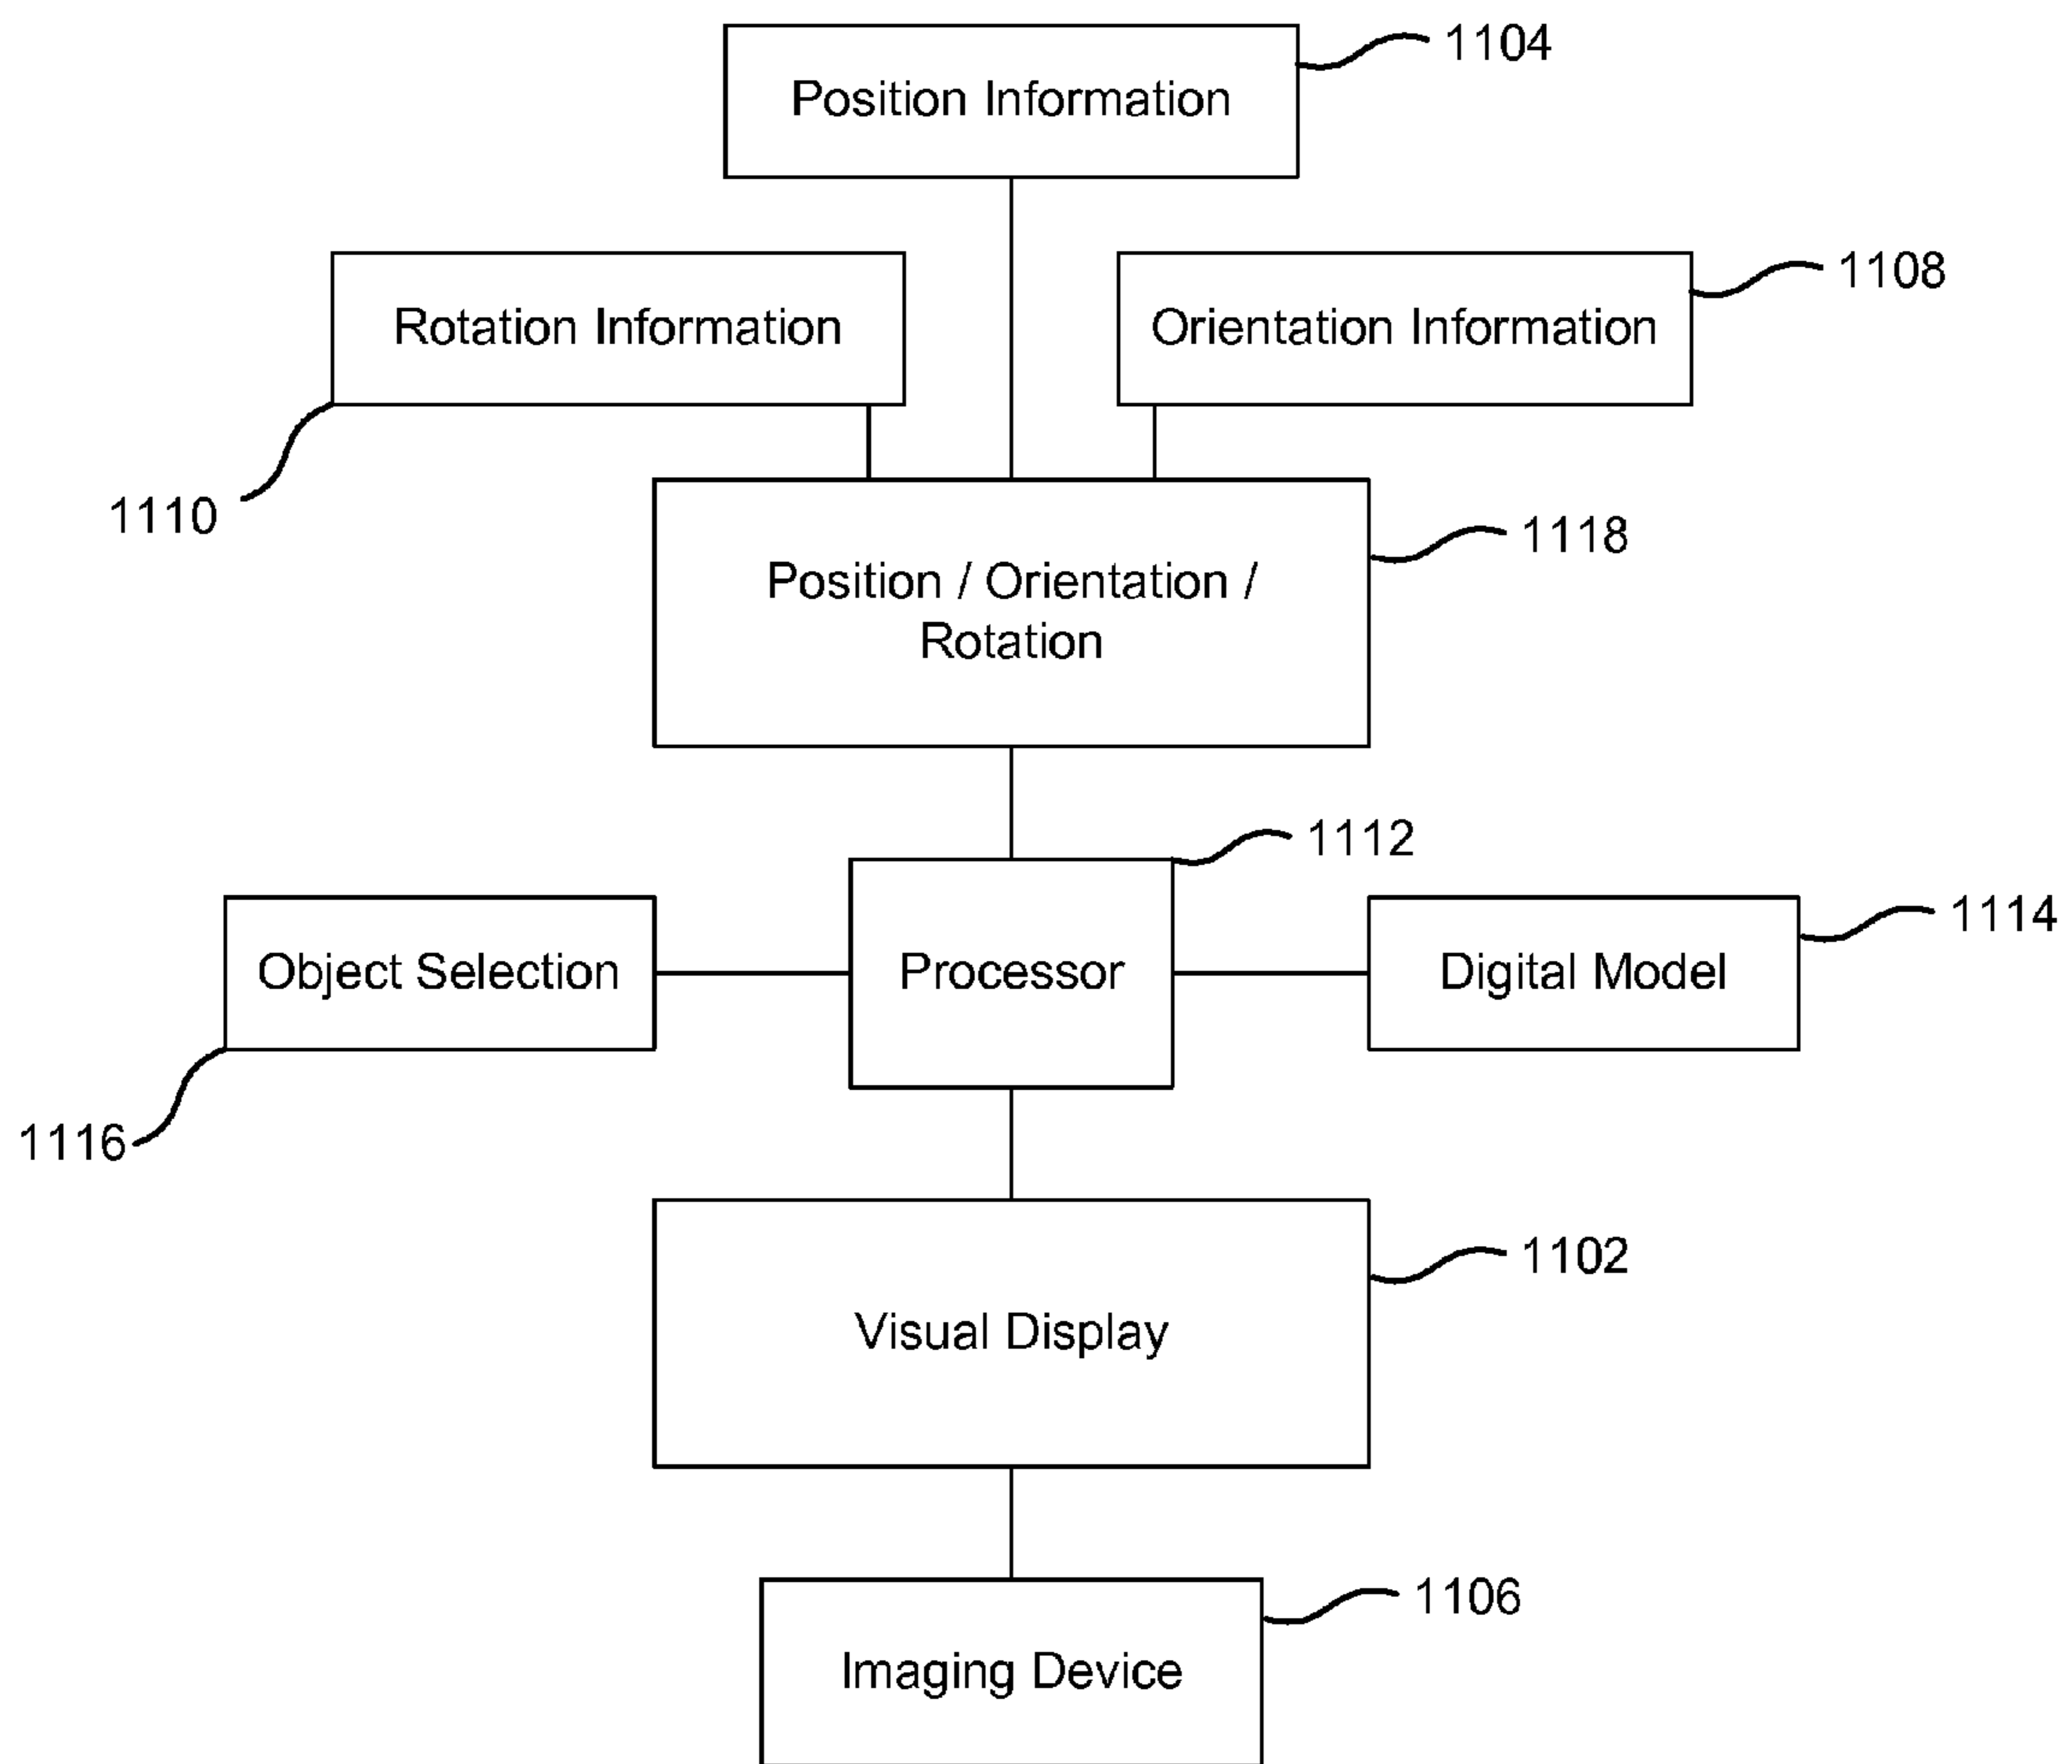 1104
Position Information
1108
Rotation Information
Orientation Information
1110
1118
Position / Orientation /
Rotation
1112
1114
Object Selection
Processor
Digital Model
1116
1102
Visual Display
1106
Imaging Device